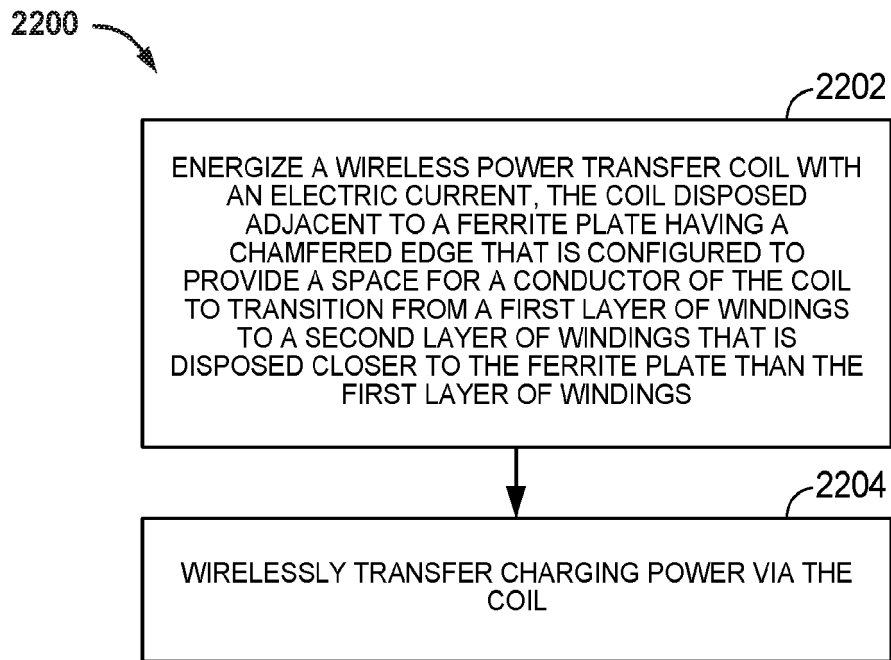 2200
2202
ENERGIZE A WIRELESS POWER TRANSFER COIL WITH
AN ELECTRIC CURRENT, THE COIL DISPOSED
ADJACENT TO A FERRITE PLATE HAVING A
CHAMFERED EDGE THAT IS CONFIGURED TO
PROVIDE A SPACE FOR A CONDUCTOR OF THE COIL
TO TRANSITION FROM A FIRST LAYER OF WINDINGS
TO A SECOND LAYER OF WINDINGS THAT IS
DISPOSED CLOSER TO THE FERRITE PLATE THAN THE
FIRST LAYER OF WINDINGS
2204
WIRELESSLY TRANSFER CHARGING POWER VIA THE
COIL